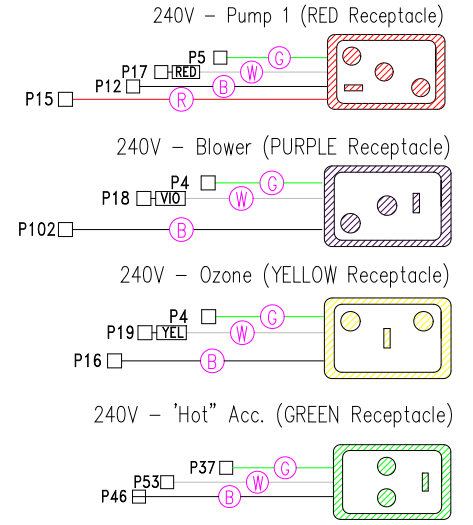 240V - Pump 1 (RED Receptacle)
P5 G
P17 RED W
P12 B
P15 R
240V - Blower (PURPLE Receptacle)
P4 G
P18 VIO W
P102 B
240V - Ozone (YELLOW Receptacle)
P4 G
P19 YEL W
P16 B
240V - 'Hot" Acc. (GREEN Receptacle)
P37 G
P53 W
P46 B